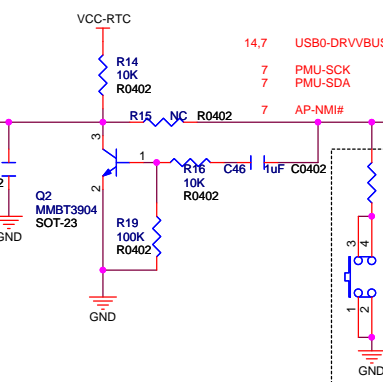 VCC-RTC
14,7 USB0-DRVVBUS
R14
10K
R0402
7 PMU-SCK
7 PMU-SDA
7 AP-NMI#
R15 NC R0402
3
1
2
R16
10K
R0402
C46 1uF C0402
2
Q2
MMBT3904
SOT-23
R19
100K
R0402
GND
3 4
1 2
GND
GND